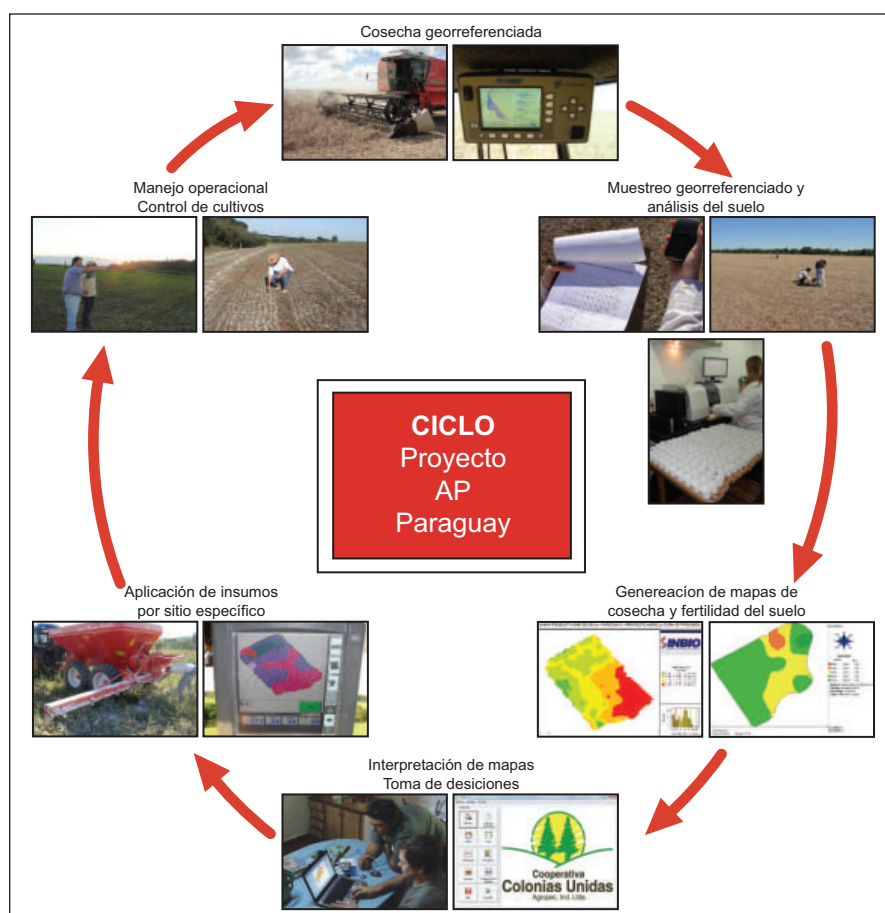 Cosecha georreferenciada
Muestreo georreferenciado y
análisis del suelo
Genereacíon de mapas de
cosecha y fertilidad del suelo
SINBIO
Interpretación de mapas
Toma de desiciones
Cooperativa
Colonias Unidas
Agropec. Ind. Ltda.
Aplicación de insumos
por sitio específico
Manejo operacional
Control de cultivos
CICLO
Proyecto
AP
Paraguay